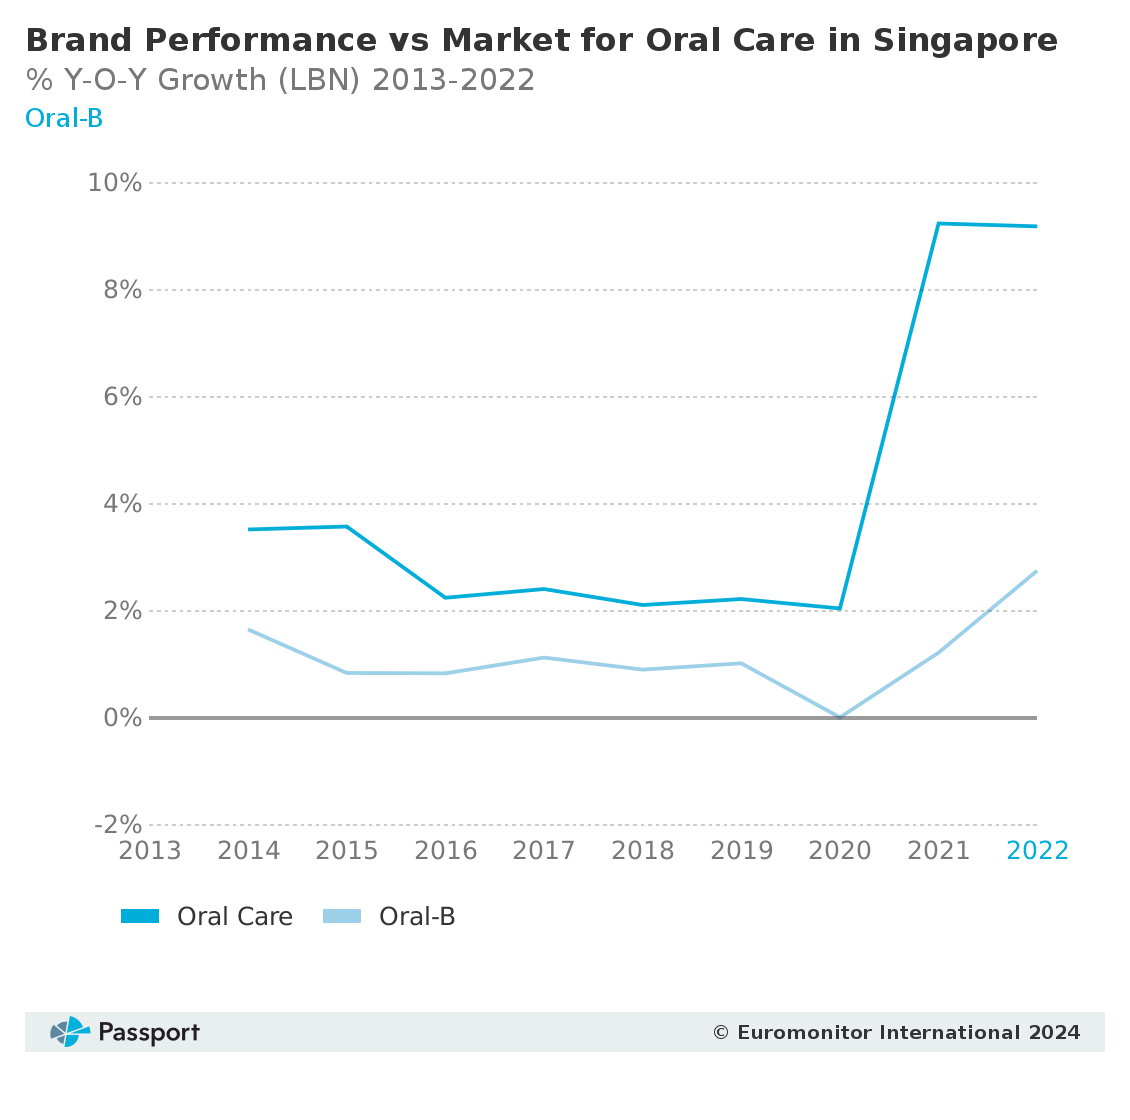 Brand Performance vs Market for Oral Care in Singapore
% Y-O-Y Growth (LBN) 2013-2022
Oral-B
10%
8%
6%
4%
2%
0%
-2%
2013 2014 2015 2016 2017 2018 2019 2020 2021 2022
Oral Care Oral-B
Passport © Euromonitor International 2024